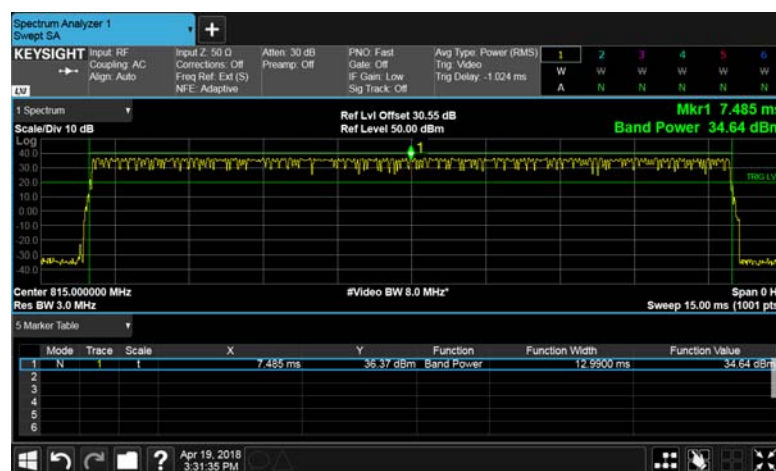 Spectrum Analyzer 1
Swept SA
+
KEYSIGHT
Input: RF
Coupling: AC
Align: Auto
Input Z: 50 Ω
Corrections: Off
Freq Ref: Ext (S)
NFE: Adaptive
Atten: 30 dB
Preamp: Off
PNO: Fast
Gate: Off
IF Gain: Low
Sig Track: Off
Avg Type: Power (RMS)
Trig: Video
Trig Delay: -1.024 ms
1 2 3 4 5 6
W W W W W W
A N N N N N
LXI
1 Spectrum
Scale/Div 10 dB
Ref Lvl Offset 30.55 dB
Ref Level 50.00 dBm
Mkr1 7.485 ms
Band Power 34.64 dBm
Log
1
40.0
30.0
20.0
10.0
0.00
-10.0
-20.0
-30.0
-40.0
TRIG LV
Center 815.000000 MHz
#Video BW 8.0 MHz*
Span 0 H
Res BW 3.0 MHz
Sweep 15.00 ms (1001 pts
5 Marker Table
Mode Trace Scale X Y Function Function Width Function Value
1 N 1 t 7.485 ms 36.37 dBm Band Power 12.9900 ms 34.64 dBm
2
3
4
5
6
?
Apr 19, 2018
3:31:35 PM